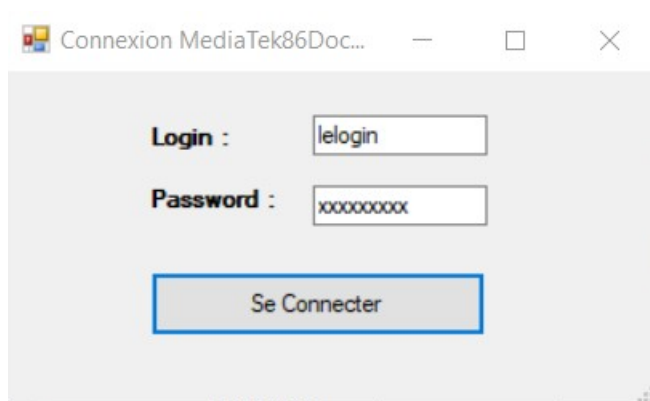 Connexion MediaTek86Doc...
Login : lelogin
Password : xxxxxxxxx
Se Connecter